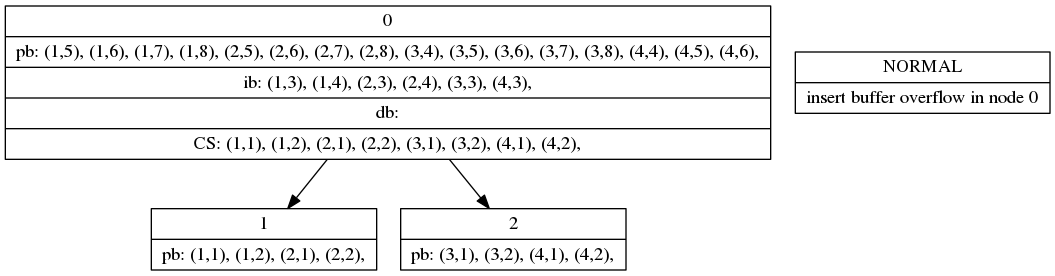 0
pb: (1,5), (1,6), (1,7), (1,8), (2,5), (2,6), (2,7), (2,8), (3,4), (3,5), (3,6), (3,7), (3,8), (4,4), (4,5), (4,6),
ib: (1,3), (1,4), (2,3), (2,4), (3,3), (4,3),
db:
CS: (1,1), (1,2), (2,1), (2,2), (3,1), (3,2), (4,1), (4,2),
NORMAL
insert buffer overflow in node 0
1
pb: (1,1), (1,2), (2,1), (2,2),
2
pb: (3,1), (3,2), (4,1), (4,2),